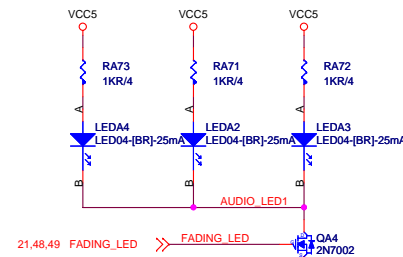 VCC5 VCC5 VCC5
RA73 RA71 RA72
1KR/4 1KR/4 1KR/4
A A A
LEDA4 LEDA2 LEDA3
LED04-[BR]-25mA LED04-[BR]-25mA LED04-[BR]-25mA
B B B
AUDIO_LED1
21,48,49 FADING_LED FADING_LED QA4
2N7002